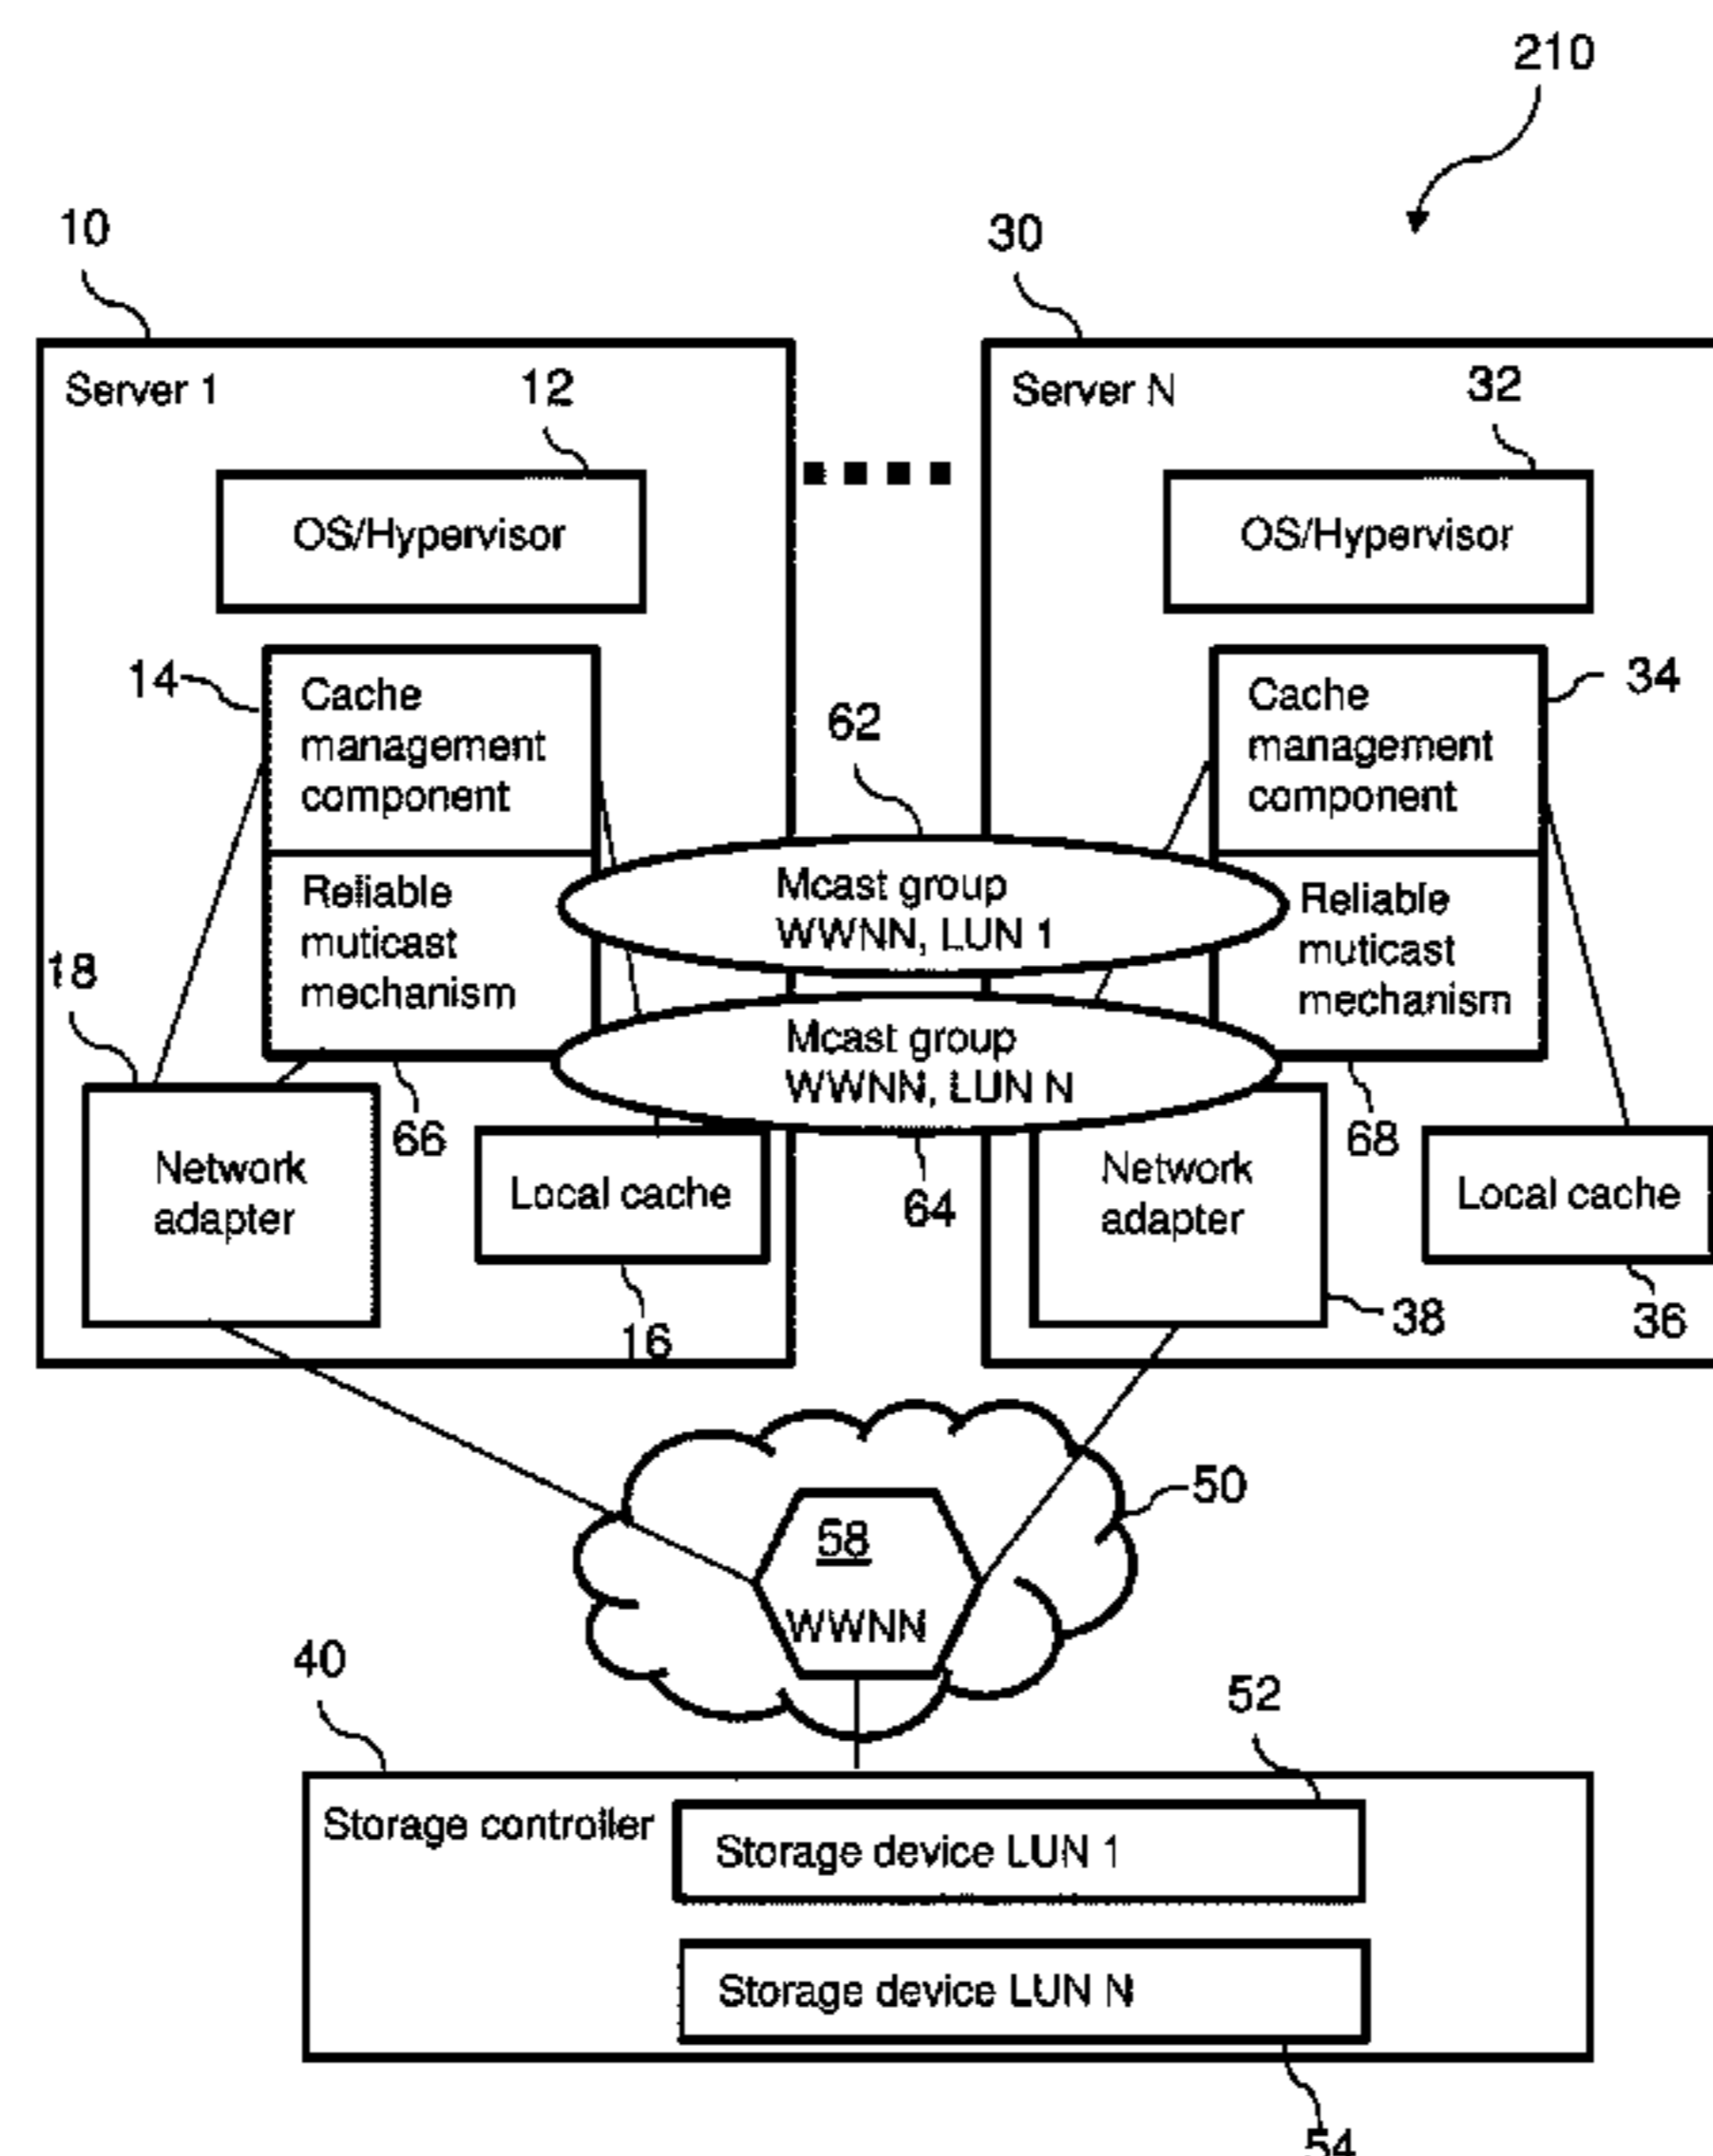 210
10
30
Server 1
12
Server N
32
OS/Hypervisor
OS/Hypervisor
14
Cache
management
component
62
Cache
management
component
34
Reliable
muticast
mechanism
18
Mcast group
WWNN, LUN 1
Reliable
muticast
mechanism
Mcast group
WWNN, LUN N
66
68
Network
adapter
Local cache
64
Network
adapter
Local cache
16
38
36
50
58
WWNN
40
52
Storage controller
Storage device LUN 1
Storage device LUN N
54